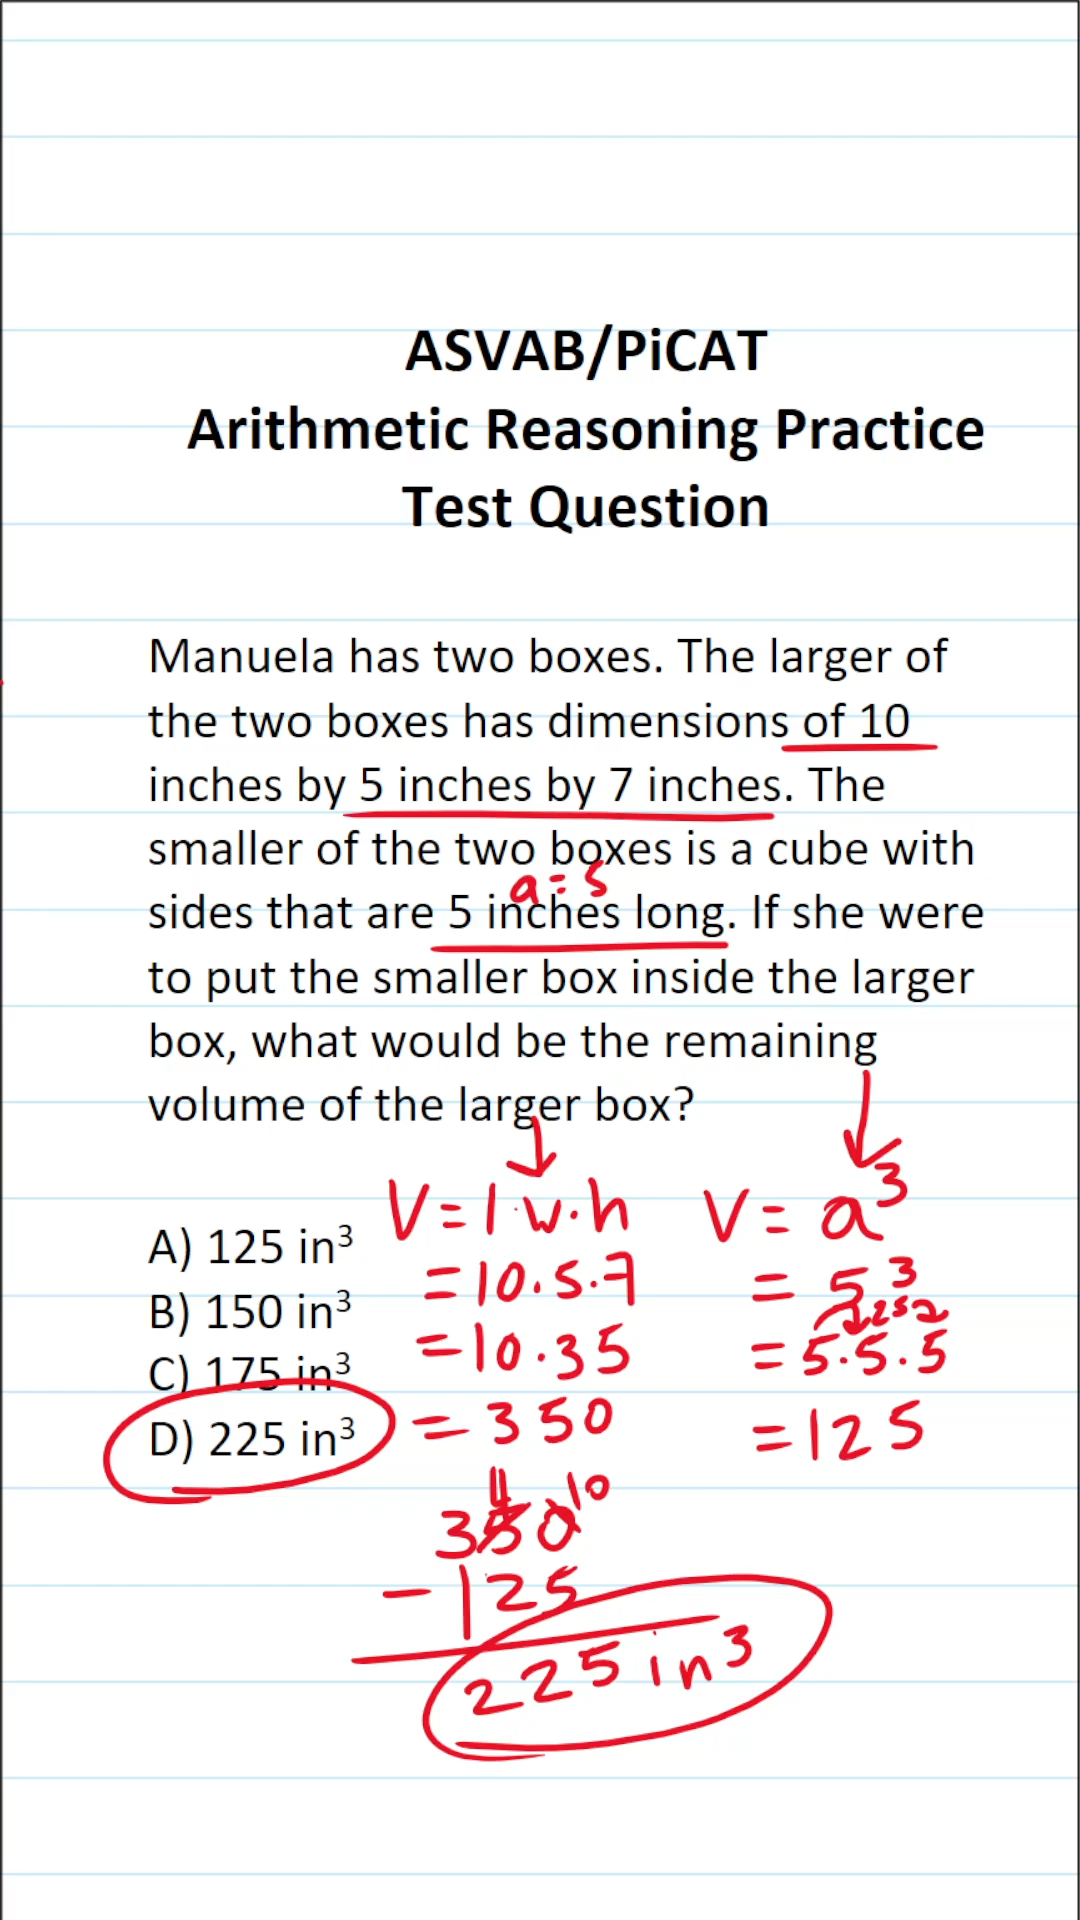 ASVAB/PiCAT
Arithmetic Reasoning Practice
Test Question
Manuela has two boxes. The larger of
the two boxes has dimensions of 10
inches by 5 inches by 7 inches. The
smaller of the two boxes is a cube with
a = 5
sides that are 5 inches long. If she were
to put the smaller box inside the larger
box, what would be the remaining
volume of the larger box?
V = l·w·h
V = a³
A) 125 in³
= 10·5·7
= 5³
B) 150 in³
25 2
= 10·35
= 5·5·5
C) 175 in³
D) 225 in³
= 350
= 125
4 10
350
- 125
225 in³